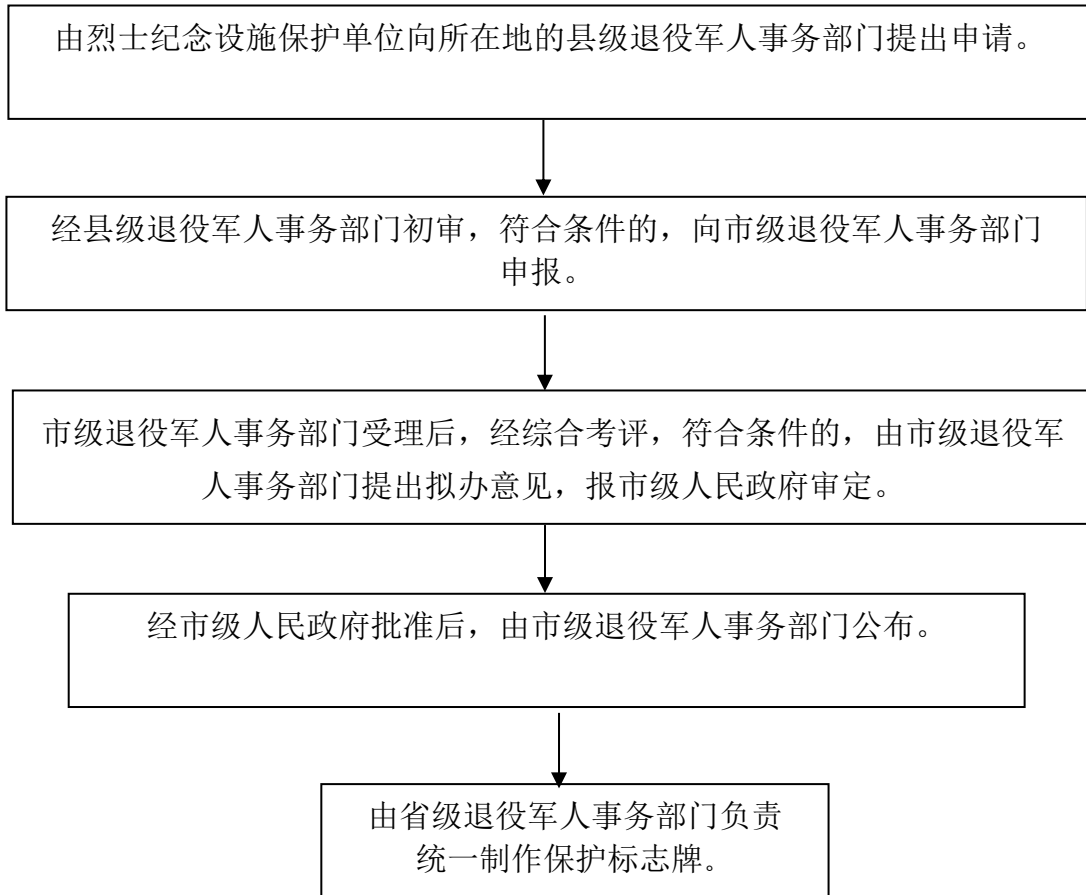 由烈士纪念设施保护单位向所在地的县级退役军人事务部门提出申请。
经县级退役军人事务部门初审，符合条件的，向市级退役军人事务部门
申报。
市级退役军人事务部门受理后，经综合考评，符合条件的，由市级退役军
人事务部门提出拟办意见，报市级人民政府审定。
经市级人民政府批准后，由市级退役军人事务部门公布。
由省级退役军人事务部门负责
统一制作保护标志牌。